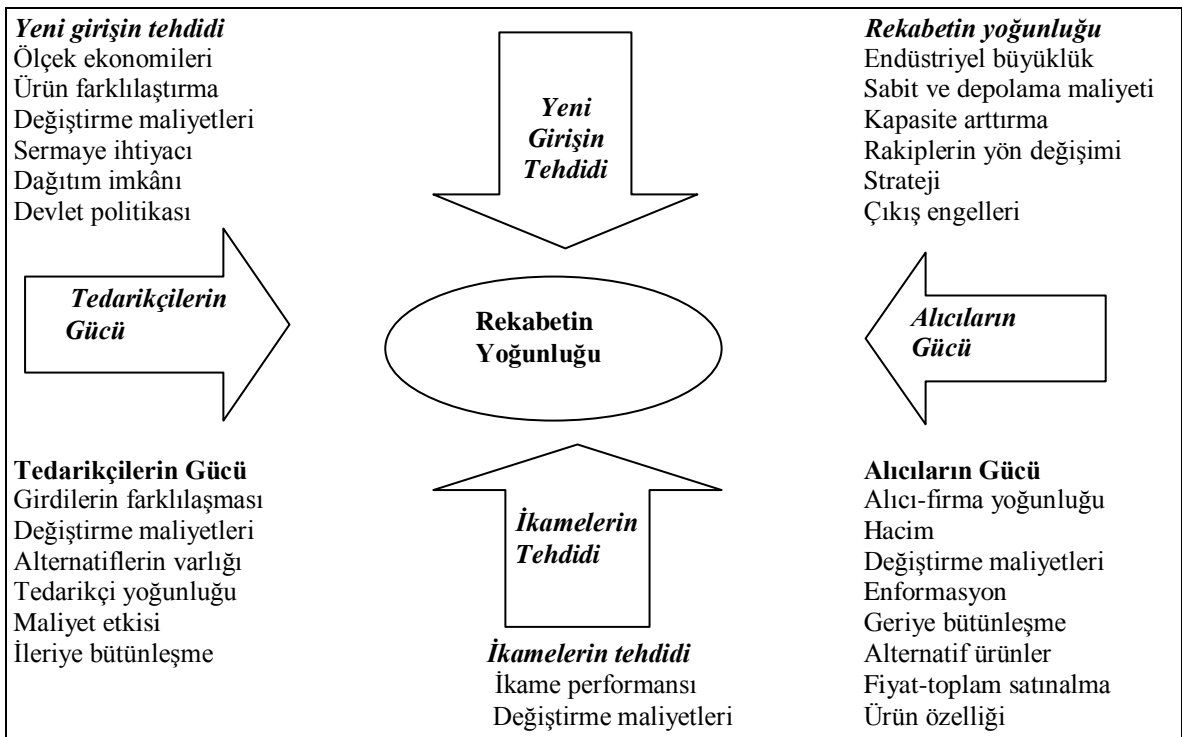 Yeni girişin tehdidi
Ölçek ekonomileri
Ürün farklılaştırma
Değiştirme maliyetleri
Sermaye ihtiyacı
Dağıtım imkânı
Devlet politikası
Yeni
Girişin
Tehdidi
Rekabetin yoğunluğu
Endüstriyel büyüklük
Sabit ve depolama maliyeti
Kapasite arttırma
Rakiplerin yön değişimi
Strateji
Çıkış engelleri
Tedarikçilerin
Gücü
Rekabetin
Yoğunluğu
Alıcıların
Gücü
Tedarikçilerin Gücü
Girdilerin farklılaşması
Değiştirme maliyetleri
Alternatiflerin varlığı
Tedarikçi yoğunluğu
Maliyet etkisi
İleriye bütünleşme
İkamelerin
Tehdidi
İkamelerin tehdidi
İkame performansı
Değiştirme maliyetleri
Alıcıların Gücü
Alıcı-firma yoğunluğu
Hacim
Değiştirme maliyetleri
Enformasyon
Geriye bütünleşme
Alternatif ürünler
Fiyat-toplam satınalma
Ürün özelliği